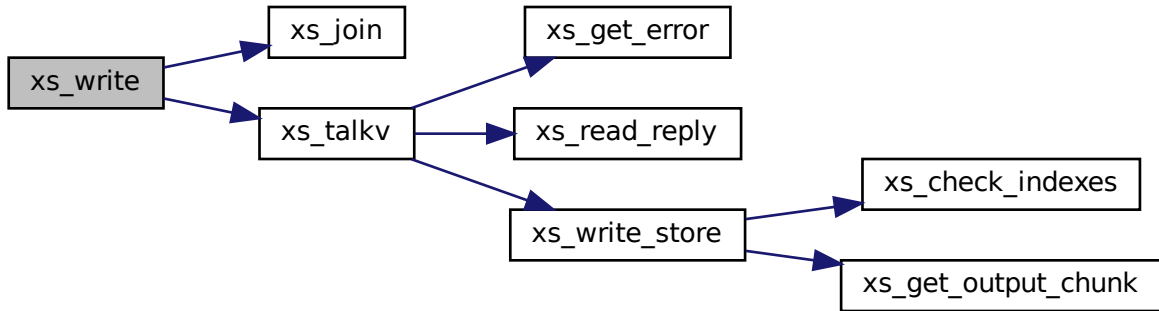 xs_write
xs_join
xs_talkv
xs_get_error
xs_read_reply
xs_write_store
xs_check_indexes
xs_get_output_chunk